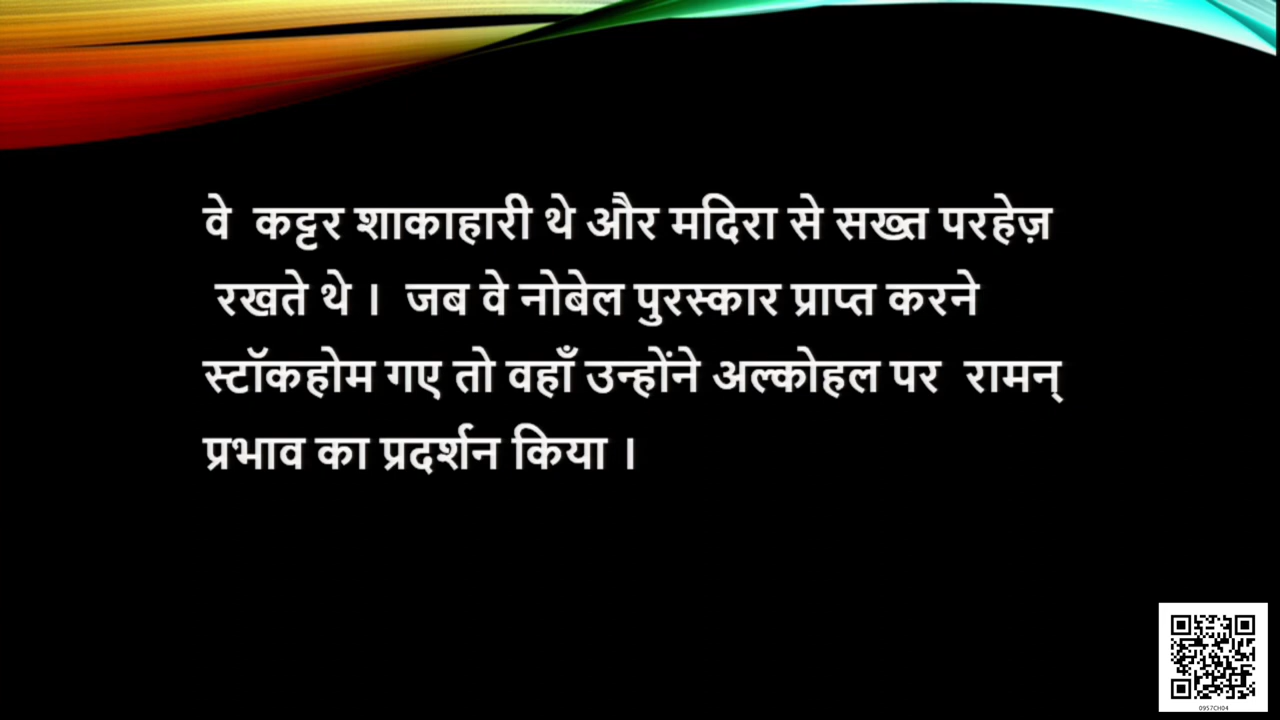 वे कट्टर शाकाहारी थे और मदिरा से सख्त परहेज़
रखते थे । जब वे नोबेल पुरस्कार प्राप्त करने
स्टॉकहोम गए तो वहाँ उन्होंने अल्कोहल पर रामन्
प्रभाव का प्रदर्शन किया ।
0957CH04